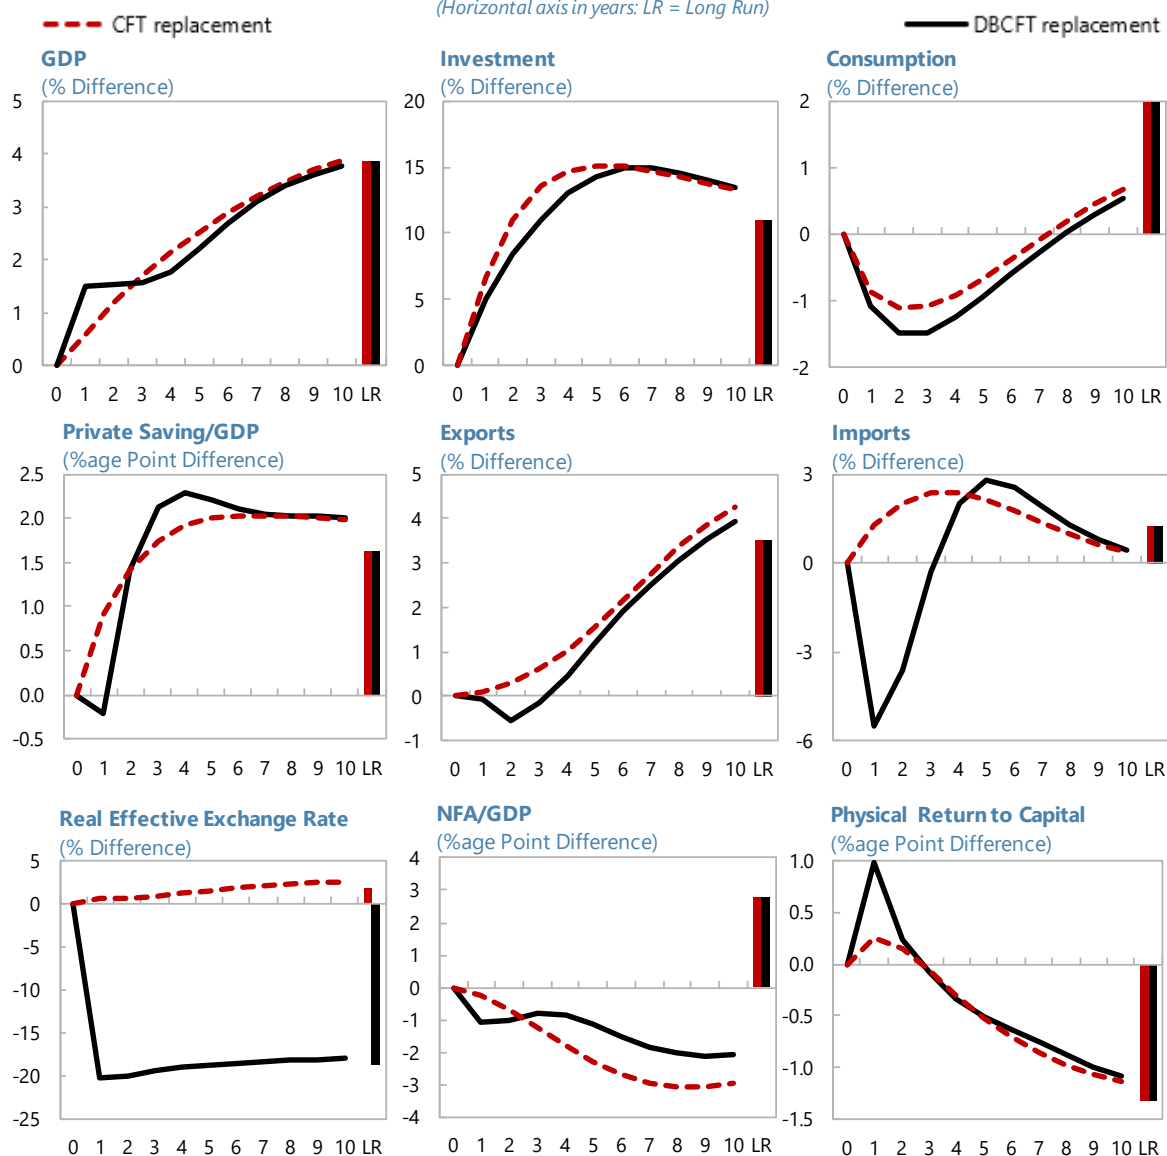 (Horizontal axis in years: LR = Long Run)
CFT replacement
DBCFT replacement
GDP
(% Difference)
5
4
3
2
1
0
0 1 2 3 4 5 6 7 8 9 10 LR
Investment
(% Difference)
20
15
10
5
0
0 1 2 3 4 5 6 7 8 9 10 LR
Consumption
(% Difference)
2
1
0
-1
-2
0 1 2 3 4 5 6 7 8 9 10 LR
Private Saving/GDP
(%age Point Difference)
2.5
2.0
1.5
1.0
0.5
0.0
-0.5
0 1 2 3 4 5 6 7 8 9 10 LR
Exports
(% Difference)
5
4
3
2
1
0
-1
0 1 2 3 4 5 6 7 8 9 10 LR
Imports
(% Difference)
3
0
-3
-6
0 1 2 3 4 5 6 7 8 9 10 LR
Real Effective Exchange Rate
(% Difference)
5
0
-5
-10
-15
-20
-25
0 1 2 3 4 5 6 7 8 9 10 LR
NFA/GDP
(%age Point Difference)
4
3
2
1
0
-1
-2
-3
-4
0 1 2 3 4 5 6 7 8 9 10 LR
Physical Return to Capital
(%age Point Difference)
1.0
0.5
0.0
-0.5
-1.0
-1.5
0 1 2 3 4 5 6 7 8 9 10 LR